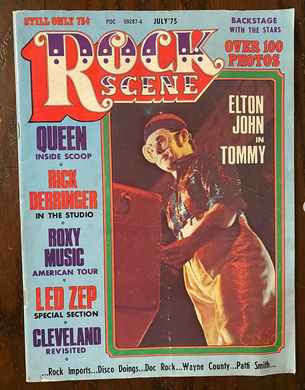 STILL ONLY 75¢
PDC 59287-4 JULY'75
BACKSTAGE
WITH THE STARS
OVER 100
PHOTOS
ROCK
SCENE
ELTON
JOHN
IN
TOMMY
QUEEN
INSIDE SCOOP
RICK
DERRINGER
IN THE STUDIO
ROXY
MUSIC
AMERICAN TOUR
LED ZEP
SPECIAL SECTION
CLEVELAND
REVISITED
...Rock Imports...Disco Doings...Doc Rock...Wayne County...Patti Smith...